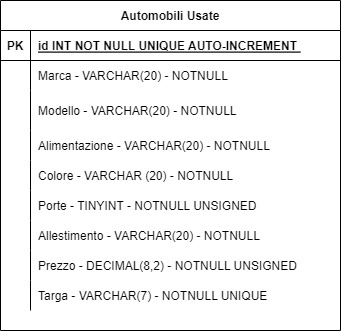 Automobili Usate
PK id INT NOT NULL UNIQUE AUTO-INCREMENT
Marca - VARCHAR(20) - NOTNULL
Modello - VARCHAR(20) - NOTNULL
Alimentazione - VARCHAR(20) - NOTNULL
Colore - VARCHAR (20) - NOTNULL
Porte - TINYINT - NOTNULL UNSIGNED
Allestimento - VARCHAR(20) - NOTNULL
Prezzo - DECIMAL(8,2) - NOTNULL UNSIGNED
Targa - VARCHAR(7) - NOTNULL UNIQUE